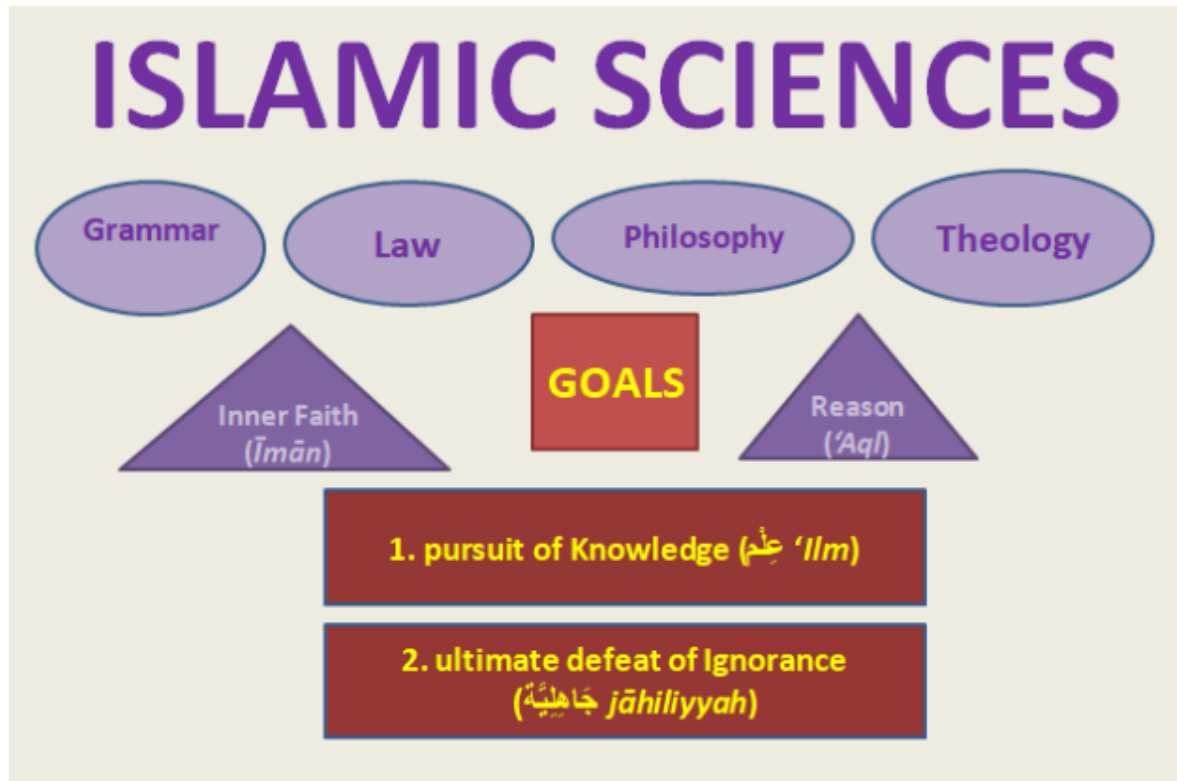 ISLAMIC SCIENCES
Grammar
Law
Philosophy
Theology
Inner Faith
(Īmān)
GOALS
Reason
(‘Aql)
1. pursuit of Knowledge (عِلْم ‘Ilm)
2. ultimate defeat of Ignorance
(جَاهِلِيَّة jāhiliyyah)